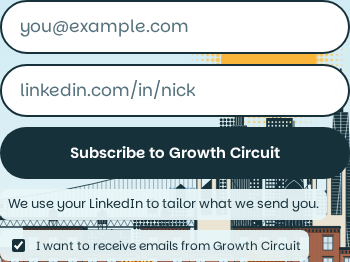 you@example.com
linkedin.com/in/nick
Subscribe to Growth Circuit
We use your LinkedIn to tailor what we send you.
I want to receive emails from Growth Circuit